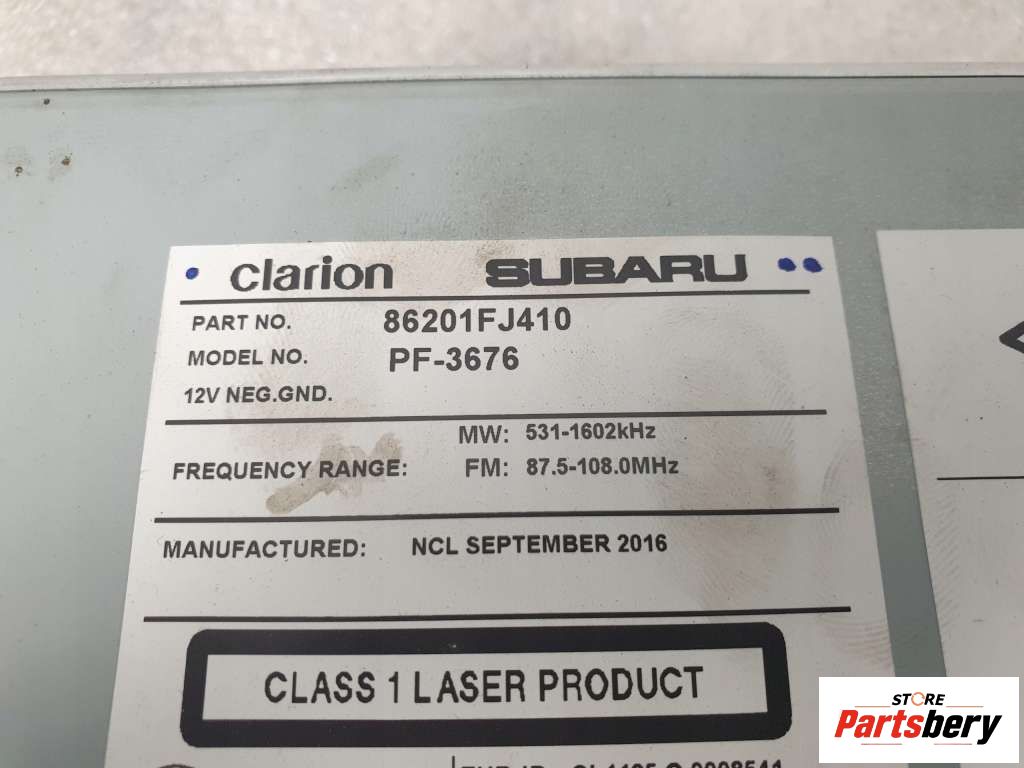 clarion SUBARU
PART NO. 86201FJ410
MODEL NO. PF-3676
12V NEG.GND.
MW: 531-1602kHz
FREQUENCY RANGE: FM: 87.5-108.0MHz
MANUFACTURED: NCL SEPTEMBER 2016
CLASS 1 LASER PRODUCT
STORE
Partsbery